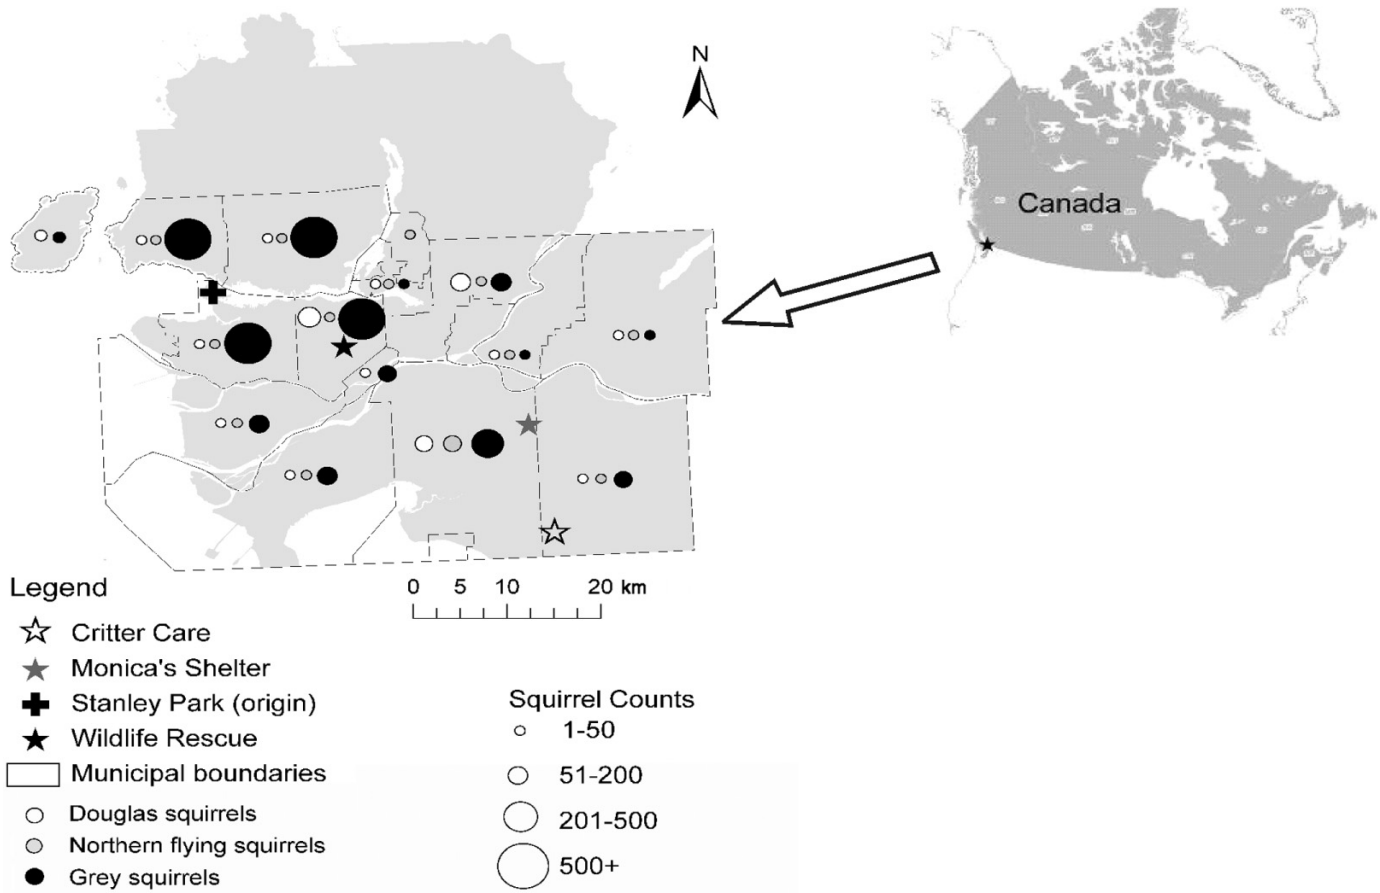 N
Canada
Legend
Critter Care
Monica's Shelter
Stanley Park (origin)
Wildlife Rescue
Municipal boundaries
Douglas squirrels
Northern flying squirrels
Grey squirrels
0 5 10 20 km
Squirrel Counts
1-50
51-200
201-500
500+